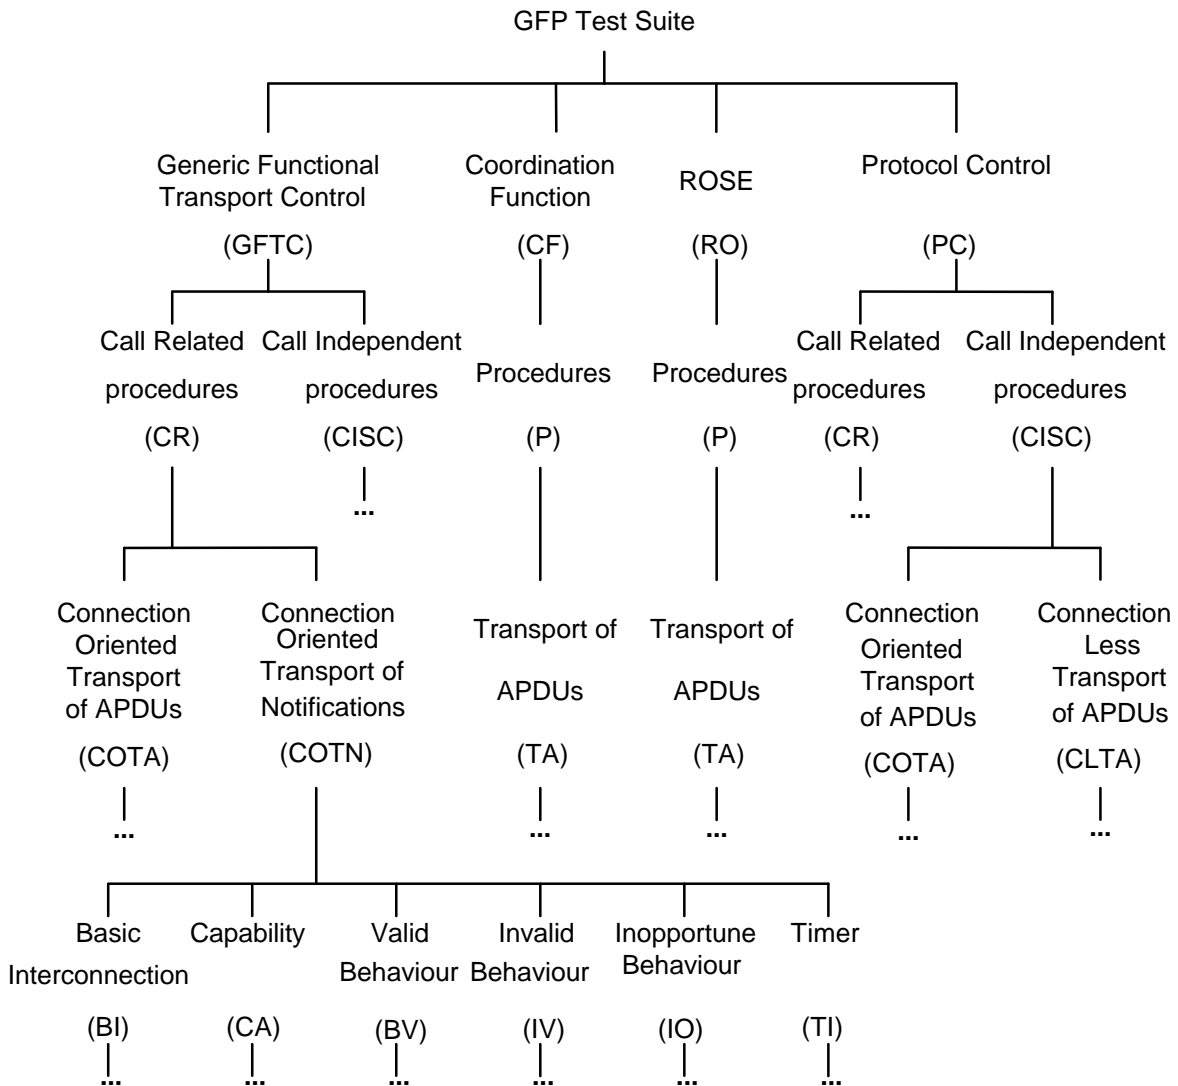 GFP Test Suite
Generic Functional
Transport Control
(GFTC)
Coordination
Function
(CF)
ROSE
(RO)
Protocol Control
(PC)
Call Related
procedures
(CR)
Call Independent
procedures
(CISC)
...
Procedures
(P)
Procedures
(P)
Call Related
procedures
(CR)
...
Call Independent
procedures
(CISC)
Connection
Oriented
Transport
of APDUs
(COTA)
...
Connection
Oriented
Transport of
Notifications
(COTN)
Transport of
APDUs
(TA)
...
Transport of
APDUs
(TA)
...
Connection
Oriented
Transport
of APDUs
(COTA)
...
Connection
Less
Transport
of APDUs
(CLTA)
...
Basic
Interconnection
(BI)
...
Capability
(CA)
...
Valid
Behaviour
(BV)
...
Invalid
Behaviour
(IV)
...
Inopportune
Behaviour
(IO)
...
Timer
(TI)
...